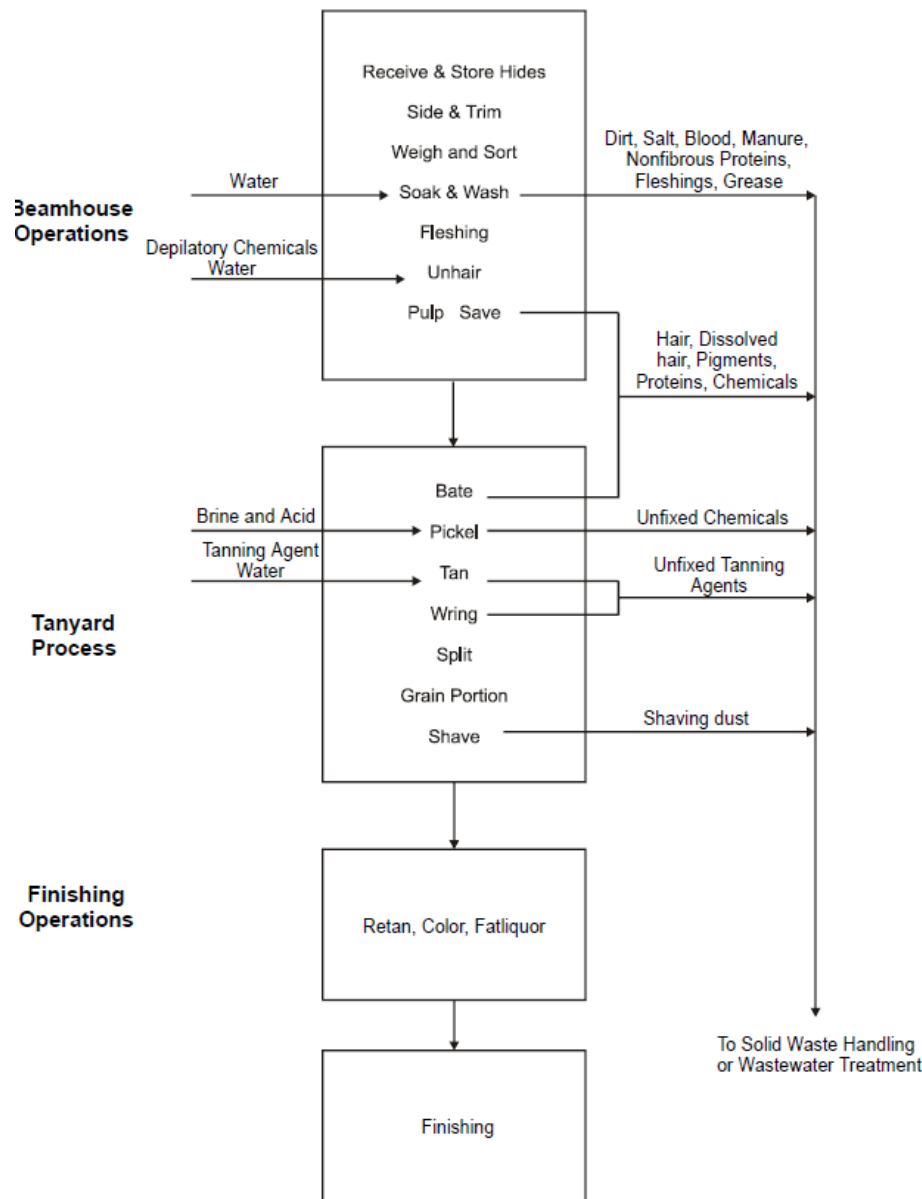 Receive & Store Hides
Side & Trim
Weigh and Sort
Soak & Wash
Fleshing
Unhair
Pulp Save
Beamhouse
Operations
Water
Depilatory Chemicals
Water
Dirt, Salt, Blood, Manure,
Nonfibrous Proteins,
Fleshings, Grease
Hair, Dissolved
hair, Pigments,
Proteins, Chemicals
Tanyard
Process
Brine and Acid
Tanning Agent
Water
Bate
Pickel
Tan
Wring
Split
Grain Portion
Shave
Unfixed Chemicals
Unfixed Tanning
Agents
Shaving dust
Finishing
Operations
Retan, Color, Fatliquor
Finishing
To Solid Waste Handling
or Wastewater Treatment